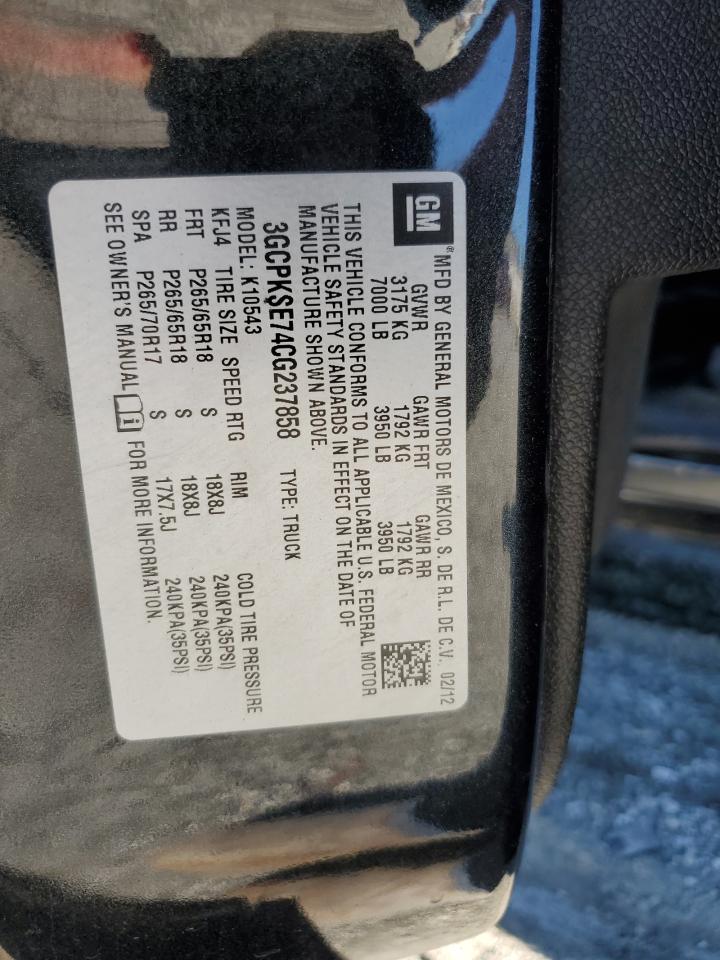 GM ® MFD BY GENERAL MOTORS DE MEXICO, S. DE R.L. DE C.V., 02/12
GVWR GAWR FRT GAWR RR
3175 KG 1792 KG 1792 KG
7000 LB 3950 LB 3950 LB
THIS VEHICLE CONFORMS TO ALL APPLICABLE U.S. FEDERAL MOTOR
VEHICLE SAFETY STANDARDS IN EFFECT ON THE DATE OF
MANUFACTURE SHOWN ABOVE.
3GCPKSE74CG237858 TYPE: TRUCK
MODEL: K10543
KFJ4 TIRE SIZE SPEED RTG RIM COLD TIRE PRESSURE
FRT P265/65R18 S 18X8J 240KPA(35PSI)
RR P265/65R18 S 18X8J 240KPA(35PSI)
SPA P265/70R17 S 17X7.5J 240KPA(35PSI)
SEE OWNER'S MANUAL FOR MORE INFORMATION.